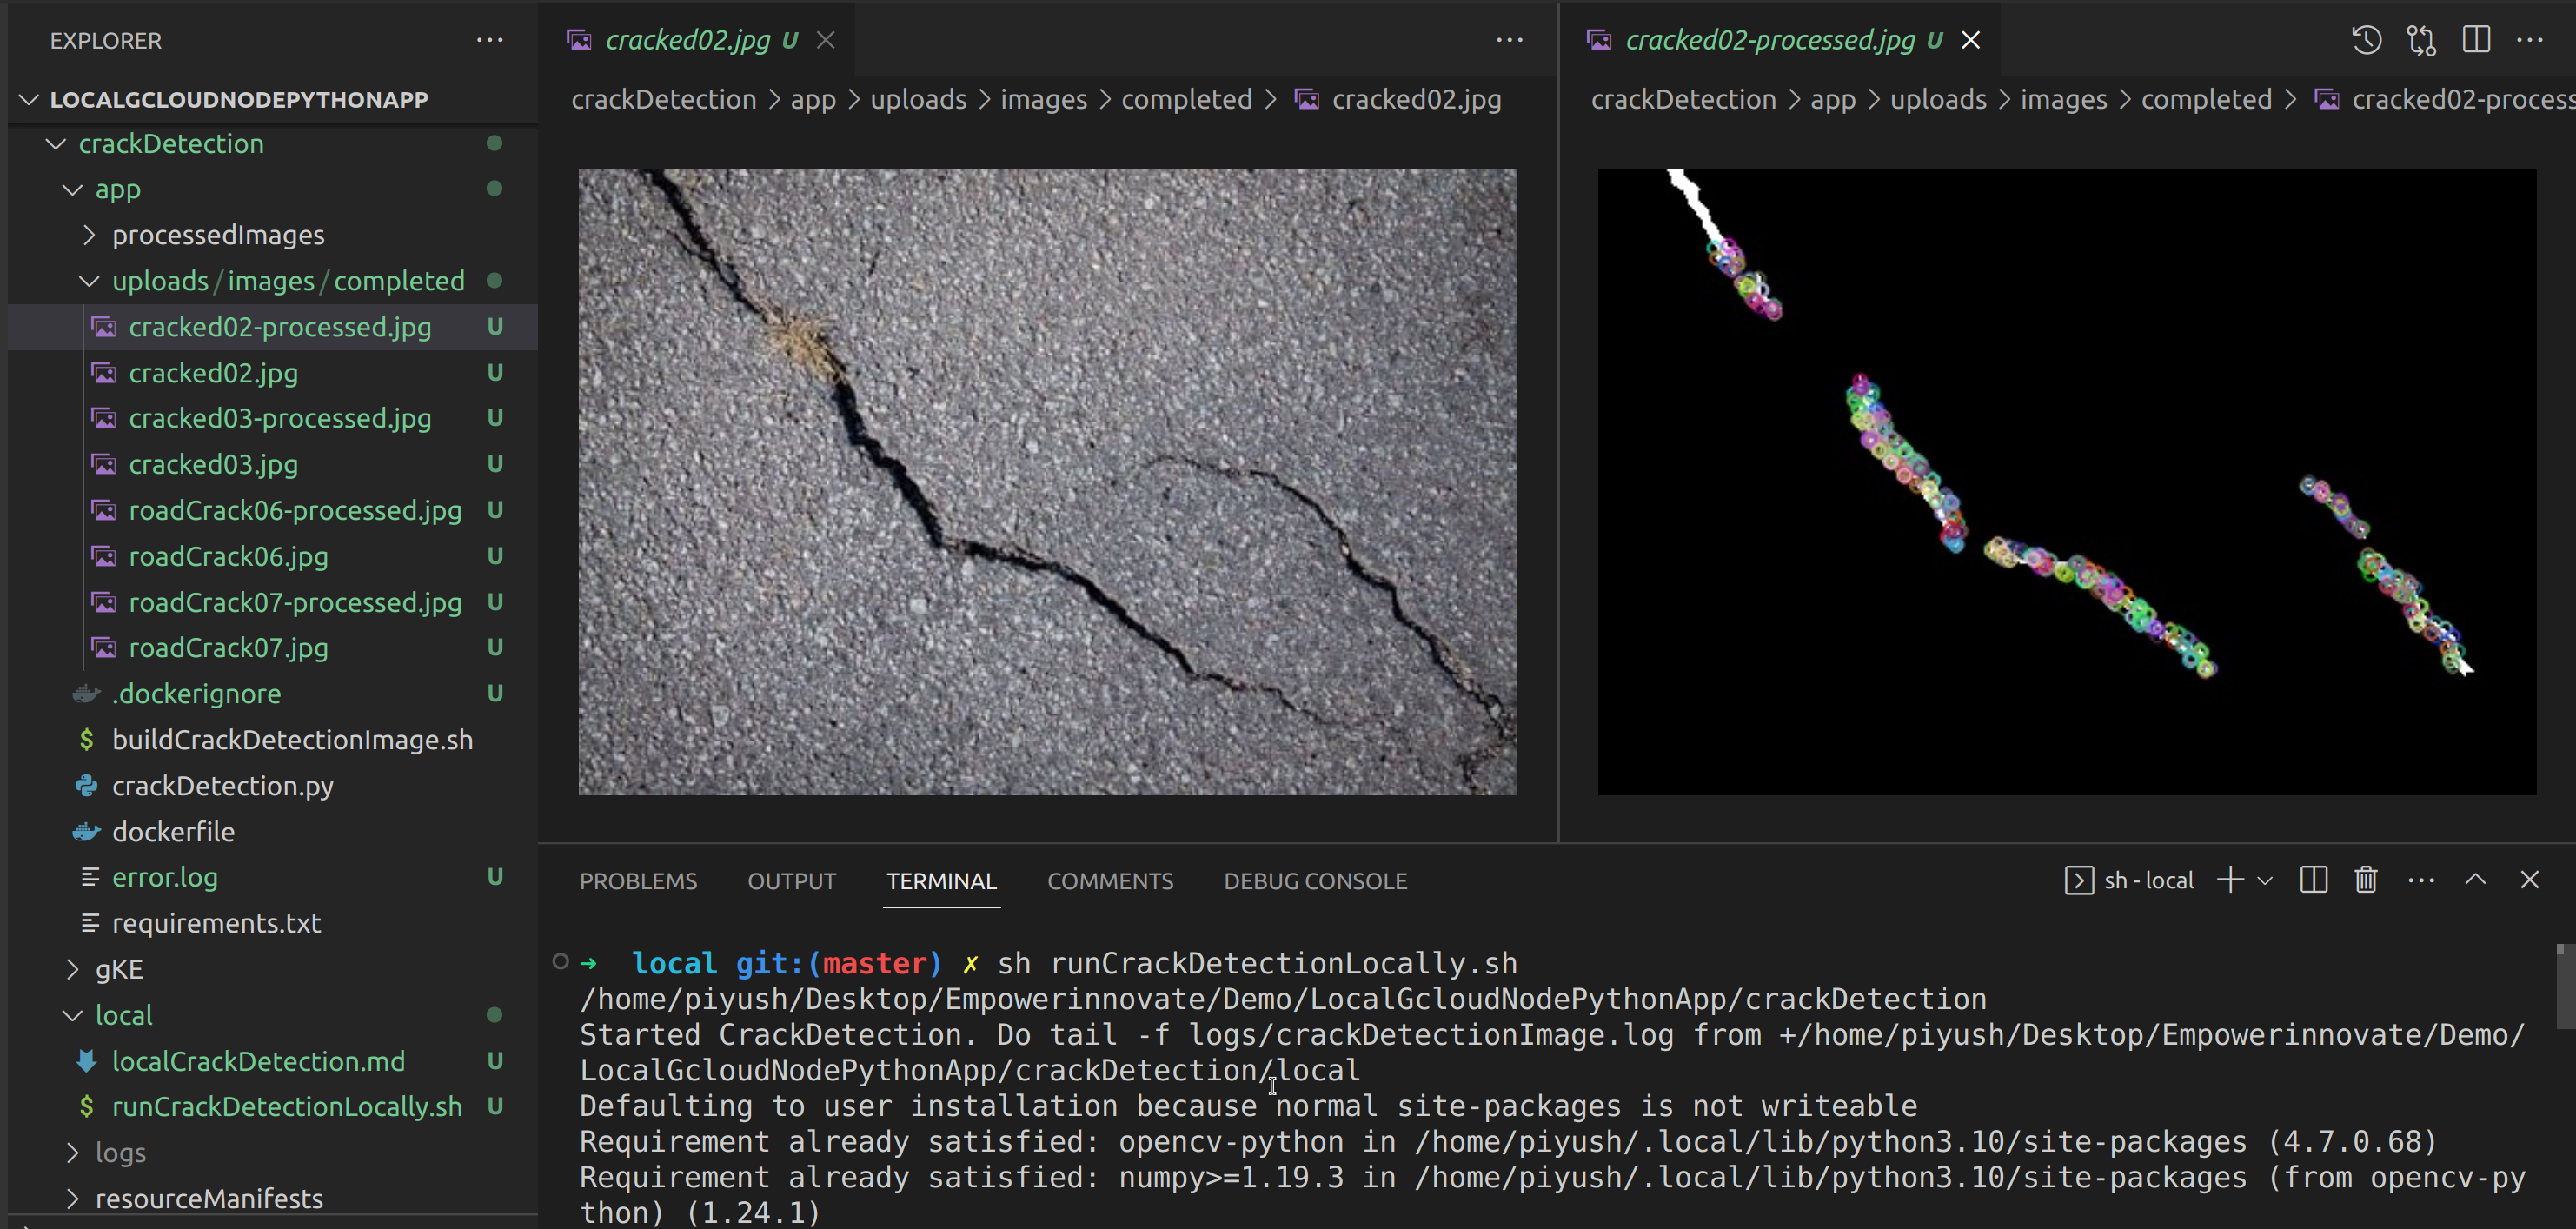 EXPLORER
LOCALGCLOUDNODEPYTHONAPP
crackDetection
app
processedImages
uploads/images/completed
cracked02-processed.jpg U
cracked02.jpg U
cracked03-processed.jpg U
cracked03.jpg U
roadCrack06-processed.jpg U
roadCrack06.jpg U
roadCrack07-processed.jpg U
roadCrack07.jpg U
.dockerignore U
buildCrackDetectionImage.sh
crackDetection.py
dockerfile
error.log U
requirements.txt
gKE
local
localCrackDetection.md U
runCrackDetectionLocally.sh U
logs
resourceManifests
cracked02.jpg U
crackDetection > app > uploads > images > completed > cracked02.jpg
cracked02-processed.jpg U
crackDetection > app > uploads > images > completed > cracked02-process
PROBLEMS OUTPUT TERMINAL COMMENTS DEBUG CONSOLE
sh - local
→ local git:(master) ✗ sh runCrackDetectionLocally.sh
/home/piyush/Desktop/Empowerinnovate/Demo/LocalGcloudNodePythonApp/crackDetection
Started CrackDetection. Do tail -f logs/crackDetectionImage.log from +/home/piyush/Desktop/Empowerinnovate/Demo/
LocalGcloudNodePythonApp/crackDetection/local
Defaulting to user installation because normal site-packages is not writeable
Requirement already satisfied: opencv-python in /home/piyush/.local/lib/python3.10/site-packages (4.7.0.68)
Requirement already satisfied: numpy>=1.19.3 in /home/piyush/.local/lib/python3.10/site-packages (from opencv-py
thon) (1.24.1)